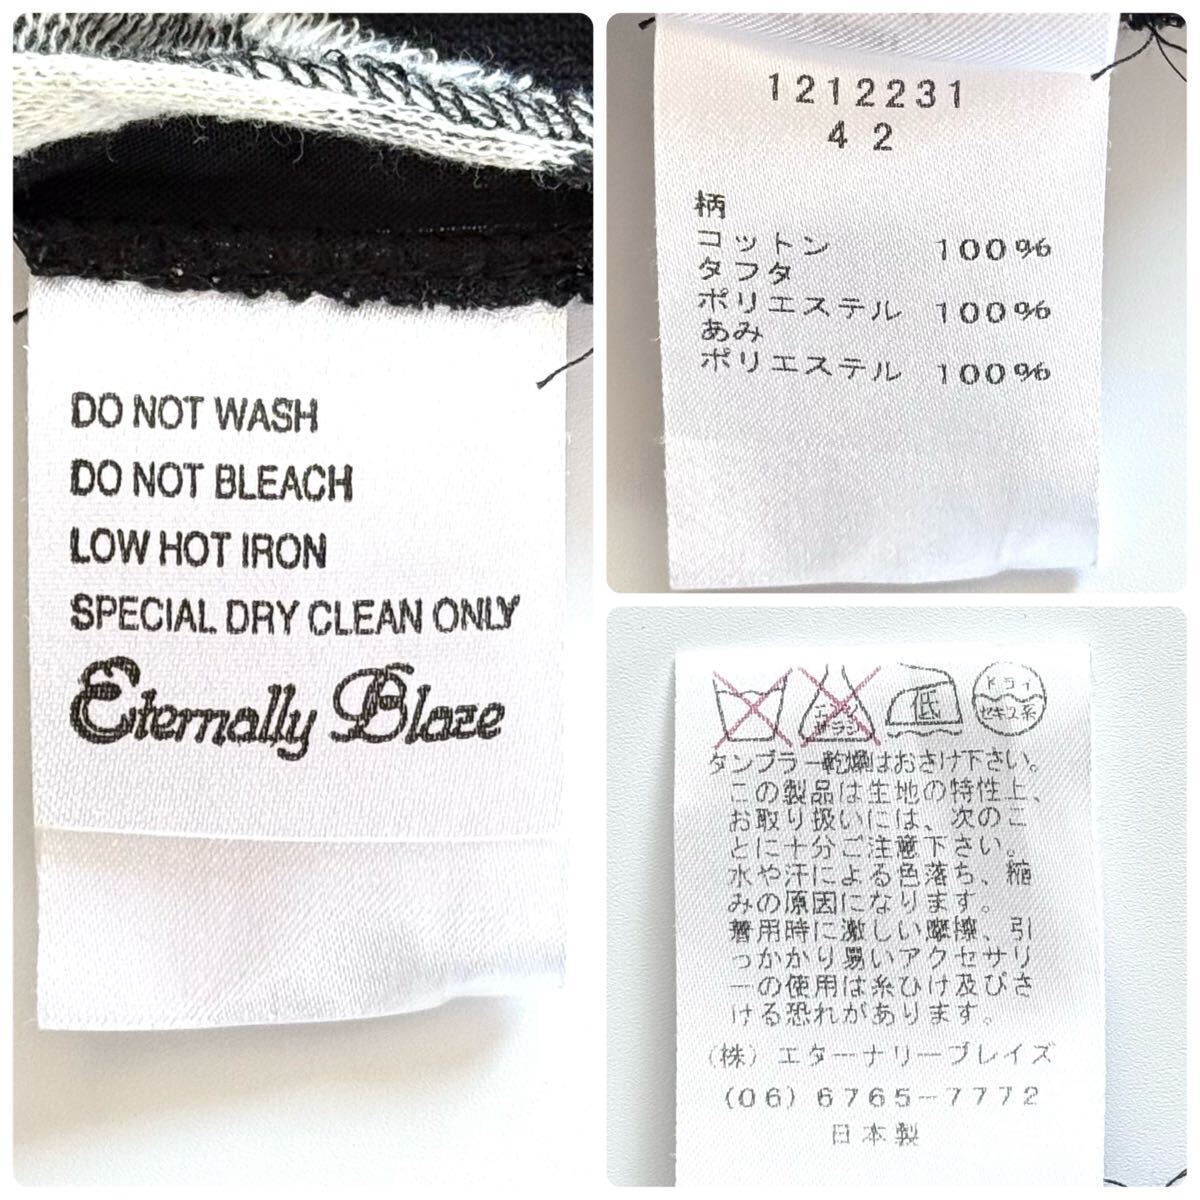 DO NOT WASH
DO NOT BLEACH
LOW HOT IRON
SPECIAL DRY CLEAN ONLY
Eternally Blaze
1212231
42
柄
コットン 100%
タフタ
ポリエステル 100%
あみ
ポリエステル 100%
エンソ
サラシ
低
ドライ
セキユ系
タンブラー乾燥はおさけ下さい。
この製品は生地の特性上、
お取り扱いには、次のこ
とに十分ご注意下さい。
水や汗による色落ち、縮
みの原因になります。
着用時に激しい摩擦、引
っかかり易いアクセサリ
ーの使用は糸ひけ及びさ
ける恐れがあります。
(株)エターナリーブレイズ
(06)6765-7772
日本製